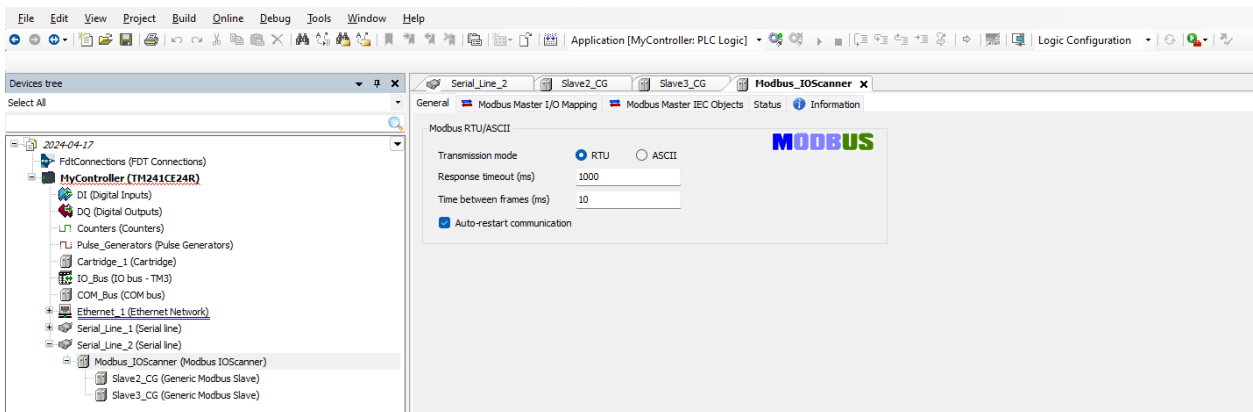 File Edit View Project Build Online Debug Tools Window Help
Application [MyController: PLC Logic] Logic Configuration
Devices tree
Select All
2024-04-17
FdtConnections (FDT Connections)
MyController (TM241CE24R)
DI (Digital Inputs)
DQ (Digital Outputs)
Counters (Counters)
Pulse_Generators (Pulse Generators)
Cartridge_1 (Cartridge)
IO_Bus (IO bus - TM3)
COM_Bus (COM bus)
Ethernet_1 (Ethernet Network)
Serial_Line_1 (Serial line)
Serial_Line_2 (Serial line)
Modbus_IOScanner (Modbus IOScanner)
Slave2_CG (Generic Modbus Slave)
Slave3_CG (Generic Modbus Slave)
Serial_Line_2 Slave2_CG Slave3_CG Modbus_IOScanner
General Modbus Master I/O Mapping Modbus Master IEC Objects Status Information
Modbus RTU/ASCII
MODBUS
Transmission mode RTU ASCII
Response timeout (ms) 1000
Time between frames (ms) 10
Auto-restart communication